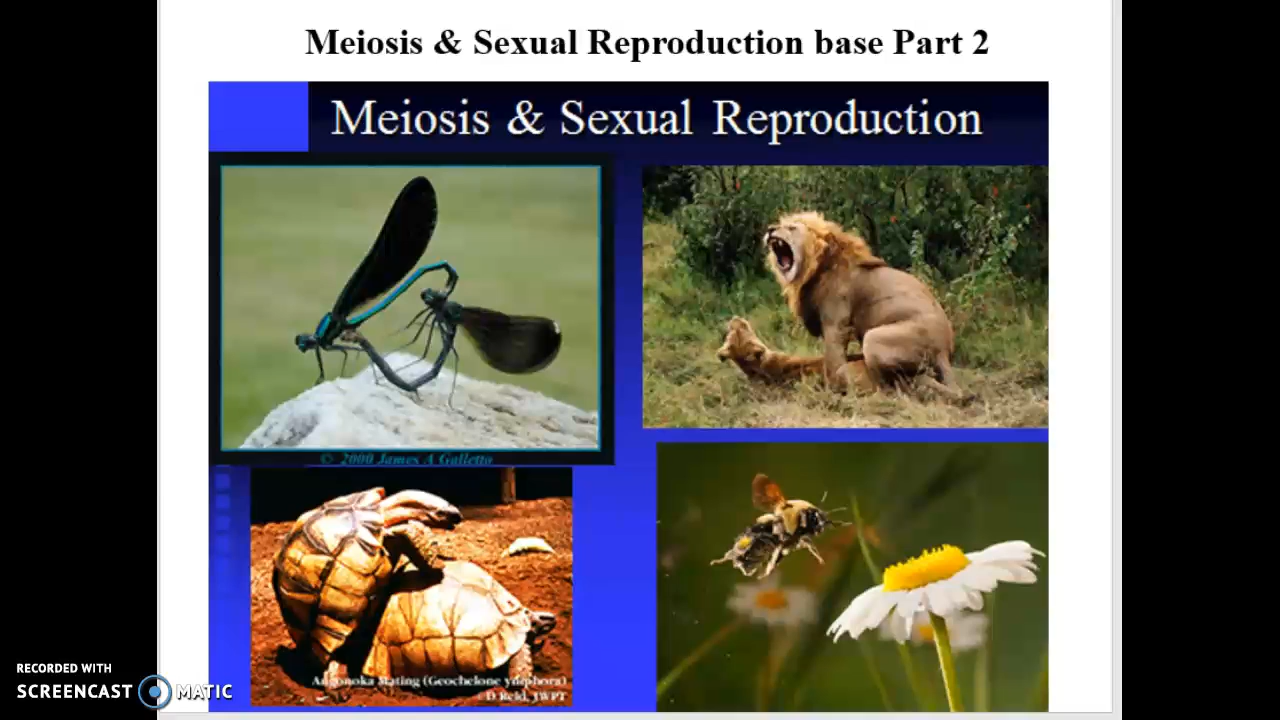 Meiosis & Sexual Reproduction base Part 2
Meiosis & Sexual Reproduction
© 2000 James A Galletto
Angonoka Mating (Geochelone yniphora)
D Reid, JWPT
RECORDED WITH
SCREENCAST MATIC